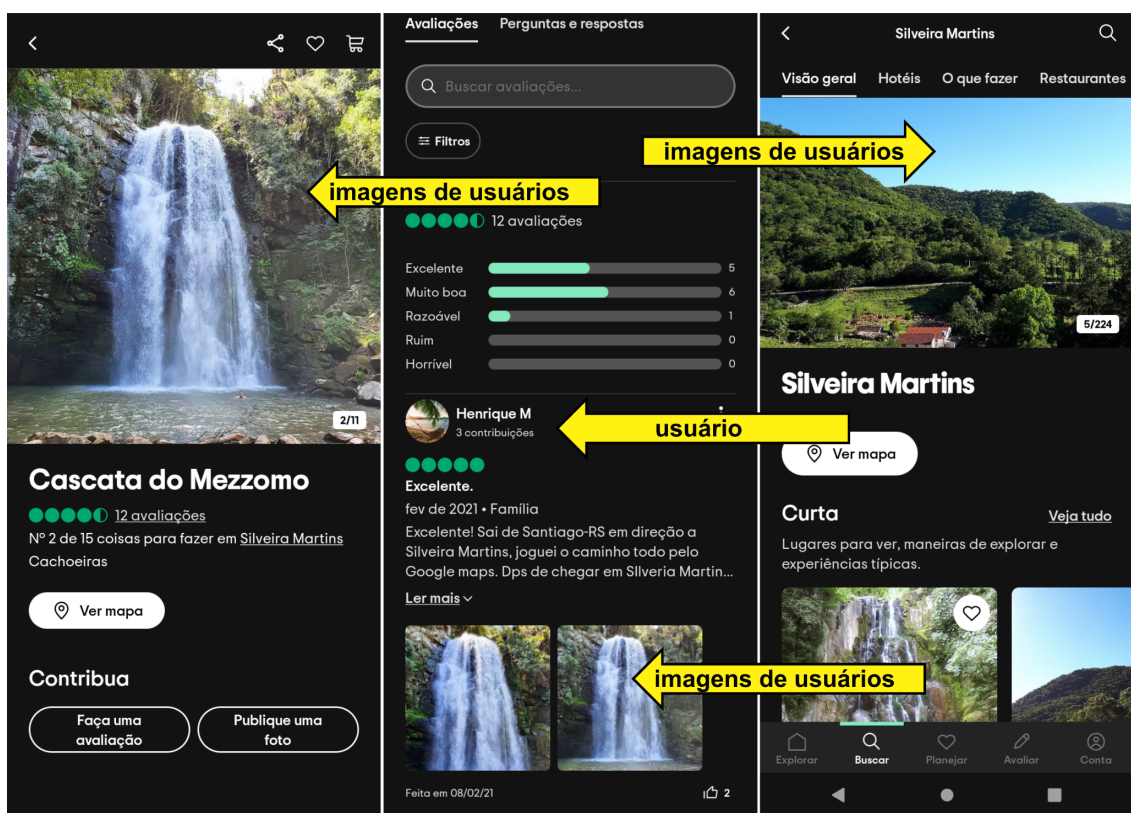 2/11
Cascata do Mezzomo
12 avaliações
Nº 2 de 15 coisas para fazer em Silveira Martins
Cachoeiras
Ver mapa
Contribua
Faça uma
avaliação
Publique uma
foto
imagens de usuários
Avaliações Perguntas e respostas
Buscar avaliações...
Filtros
12 avaliações
Excelente 5
Muito boa 6
Razoável 1
Ruim 0
Horrível 0
Henrique M
3 contribuições
usuário
Excelente.
fev de 2021 • Família
Excelente! Sai de Santiago-RS em direção a
Silveira Martins, joguei o caminho todo pelo
Google maps. Dps de chegar em SIlveria Martin...
Ler mais
imagens de usuários
Feita em 08/02/21 2
Silveira Martins
Visão geral Hotéis O que fazer Restaurantes
imagens de usuários
5/224
Silveira Martins
Ver mapa
Curta Veja tudo
Lugares para ver, maneiras de explorar e
experiências típicas.
Explorar Buscar Planejar Avaliar Conta